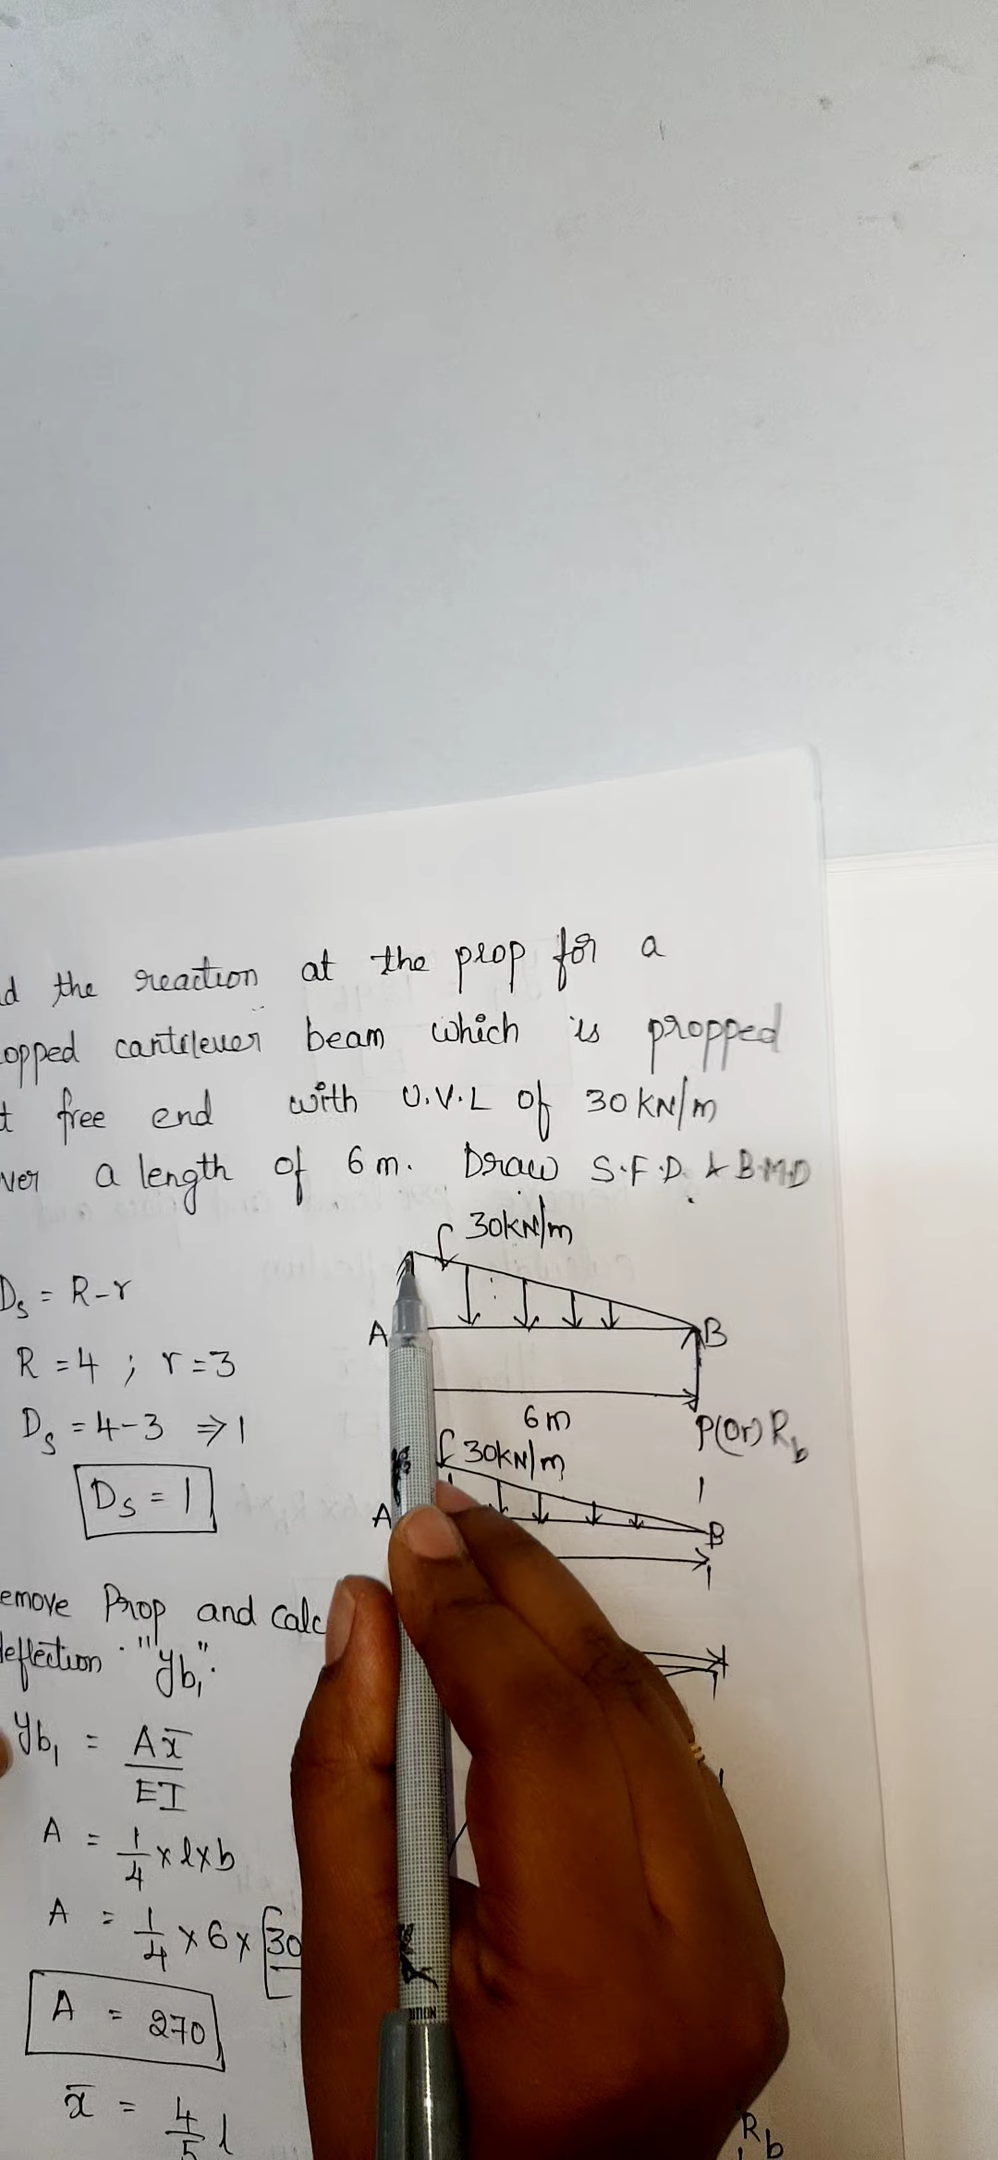 d the reaction at the prop for a
opped cantilever beam which is propped
t free end with U.V.L of 30 KN/m
ver a length of 6 m. Draw S.F.D. & B.M.D
30KN/m
Ds = R-r
A
B
R = 4 ; r = 3
6 m
P(Or) Rb
Ds = 4-3 ⇒ 1
30KN/m
Ds = 1
A
B
emove Prop and calc
deflection "yb1".
yb1 = Ax̄
EI
A = 1/4 × l × b
A = 1/4 × 6 × [30
A = 270
x̄ = 4/5 l
Rb